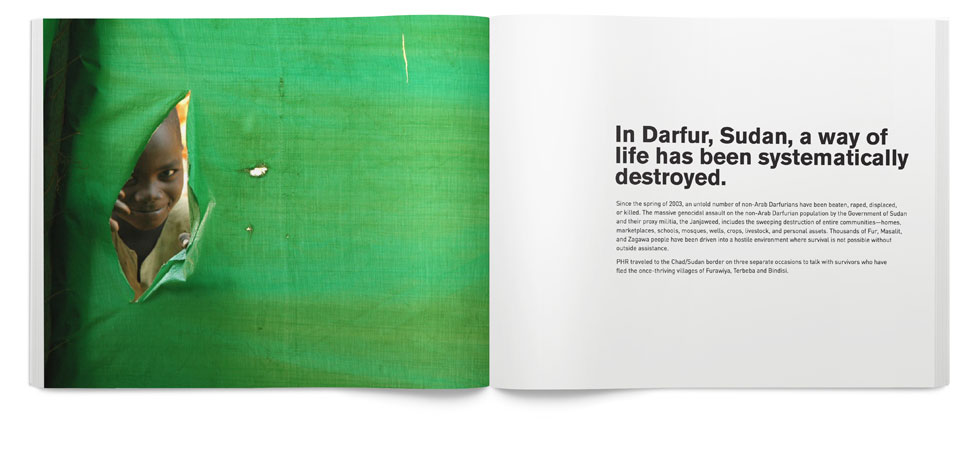 In Darfur, Sudan, a way of
life has been systematically
destroyed.
Since the spring of 2003, an untold number of non-Arab Darfurians have been beaten, raped, displaced,
or killed. The massive genocidal assault on the non-Arab Darfurian population by the Government of Sudan
and their proxy militia, the Janjaweed, includes the sweeping destruction of entire communities—homes,
marketplaces, schools, mosques, wells, crops, livestock, and personal assets. Thousands of Fur, Masalit,
and Zagawa people have been driven into a hostile environment where survival is not possible without
outside assistance.
PHR traveled to the Chad/Sudan border on three separate occasions to talk with survivors who have
fled the once-thriving villages of Furawiya, Terbeba and Bindisi.